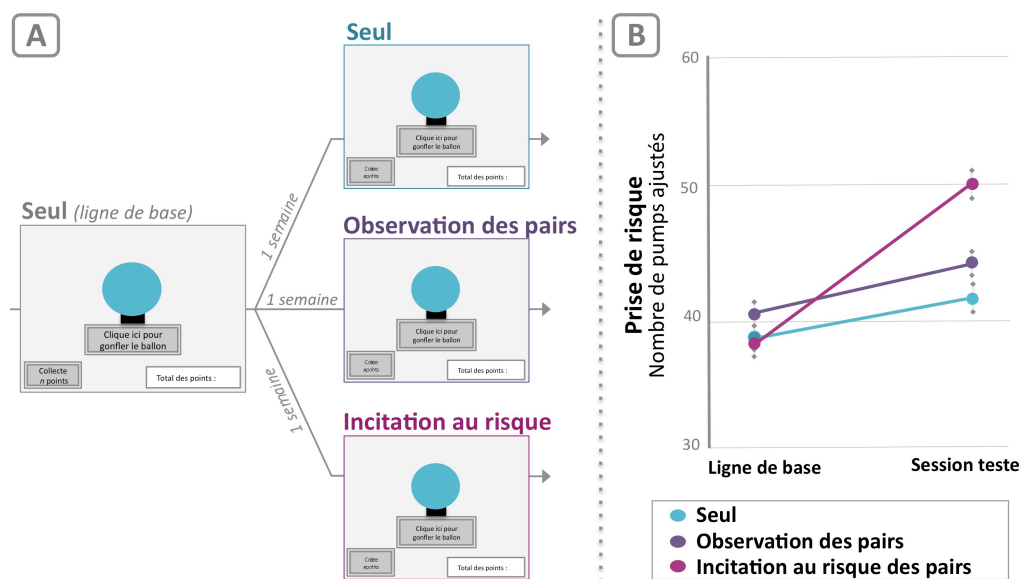 A
Seul (ligne de base)
Clique ici pour
gonfler le ballon
Collecte
n points
Total des points :
1 semaine
1 semaine
1 semaine
Seul
Clique ici pour
gonfler le ballon
npoints
Total des points :
Observation des pairs
Clique ici pour
gonfler le ballon
npoints
Total des points :
Incitation au risque
Clique ici pour
gonfler le ballon
npoints
Total des points :
B
Prise de risque
Nombre de pumps ajustés
60
50
40
30
Ligne de base
Session teste
Seul
Observation des pairs
Incitation au risque des pairs